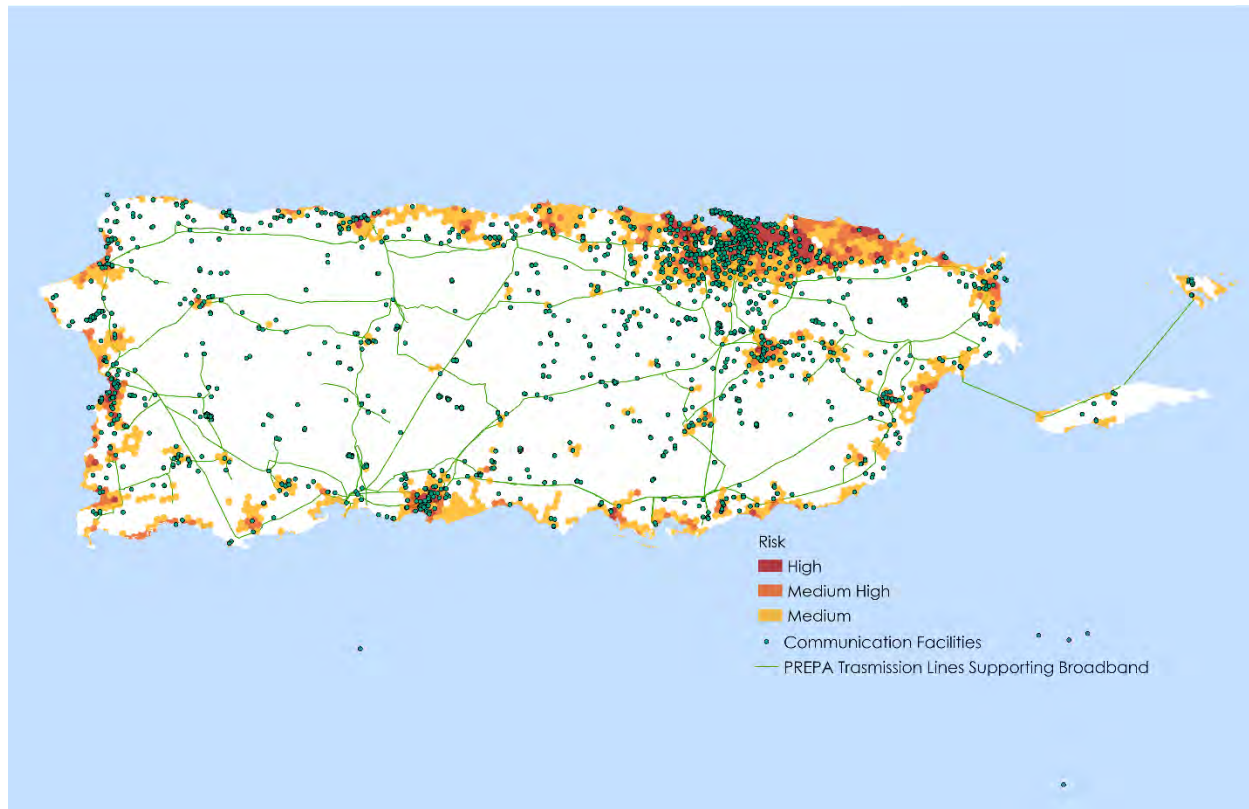 Risk
High
Medium High
Medium
Communication Facilities
PREPA Trasmission Lines Supporting Broadband